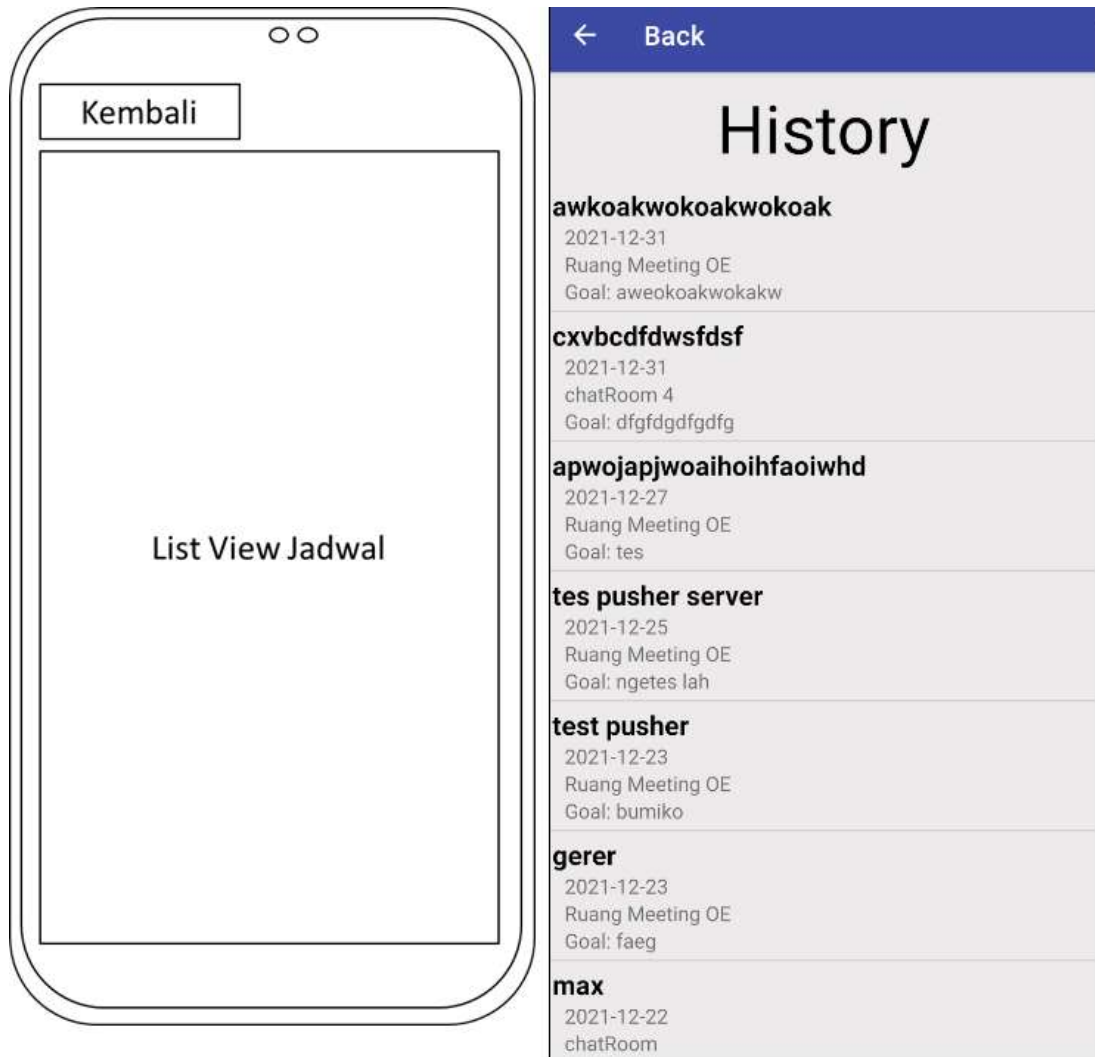 Kembali
List View Jadwal
Back
History
awkoakwokoakwokoak
2021-12-31
Ruang Meeting OE
Goal: aweokoakwokakw
cxvbcdfdwsfdsf
2021-12-31
chatRoom 4
Goal: dfgfdgdfgdfg
apwojapjwoaihoihfaoiwhd
2021-12-27
Ruang Meeting OE
Goal: tes
tes pusher server
2021-12-25
Ruang Meeting OE
Goal: ngetes lah
test pusher
2021-12-23
Ruang Meeting OE
Goal: bumiko
gerer
2021-12-23
Ruang Meeting OE
Goal: faeg
max
2021-12-22
chatRoom